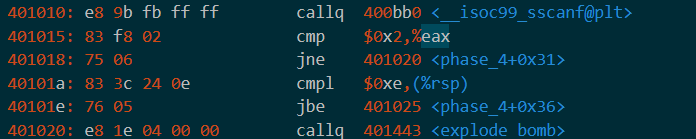 401010: e8 9b fb ff ff callq 400bb0 <__isoc99_sscanf@plt>
401015: 83 f8 02 cmp $0x2,%eax
401018: 75 06 jne 401020 <phase_4+0x31>
40101a: 83 3c 24 0e cmpl $0xe,(%rsp)
40101e: 76 05 jbe 401025 <phase_4+0x36>
401020: e8 1e 04 00 00 callq 401443 <explode_bomb>